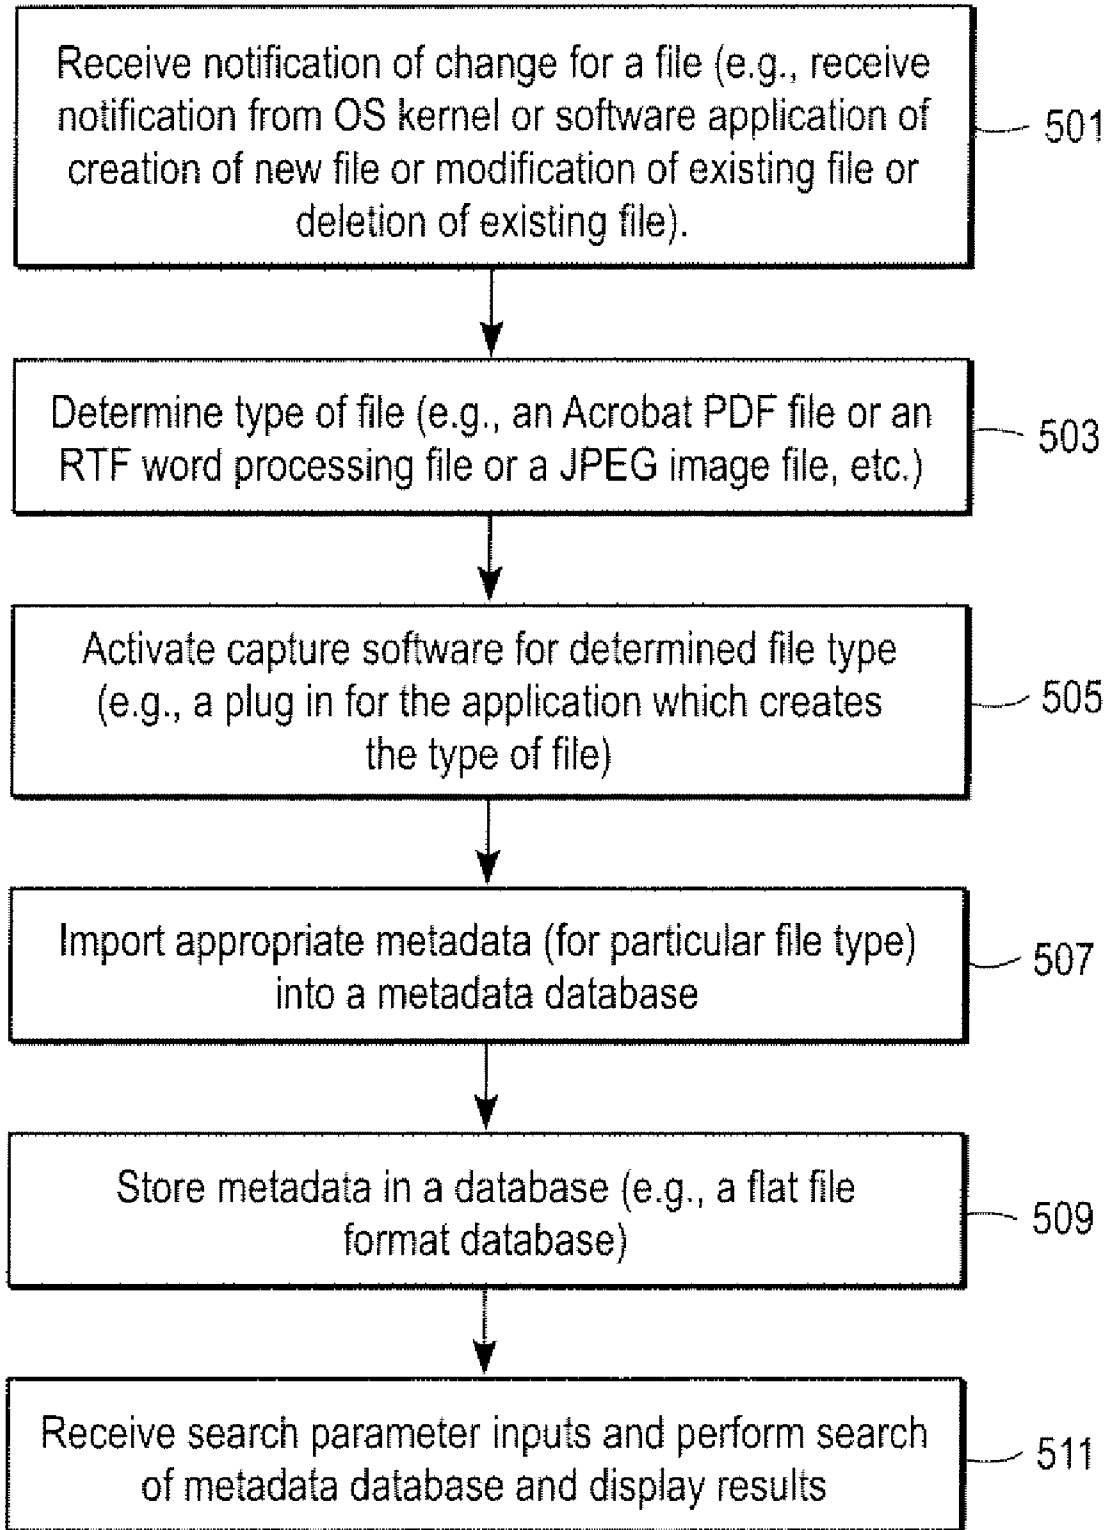 Receive notification of change for a file (e.g., receive
notification from OS kernel or software application of
creation of new file or modification of existing file or
deletion of existing file).
501
Determine type of file (e.g., an Acrobat PDF file or an
RTF word processing file or a JPEG image file, etc.)
503
Activate capture software for determined file type
(e.g., a plug in for the application which creates
the type of file)
505
Import appropriate metadata (for particular file type)
into a metadata database
507
Store metadata in a database (e.g., a flat file
format database)
509
Receive search parameter inputs and perform search
of metadata database and display results
511